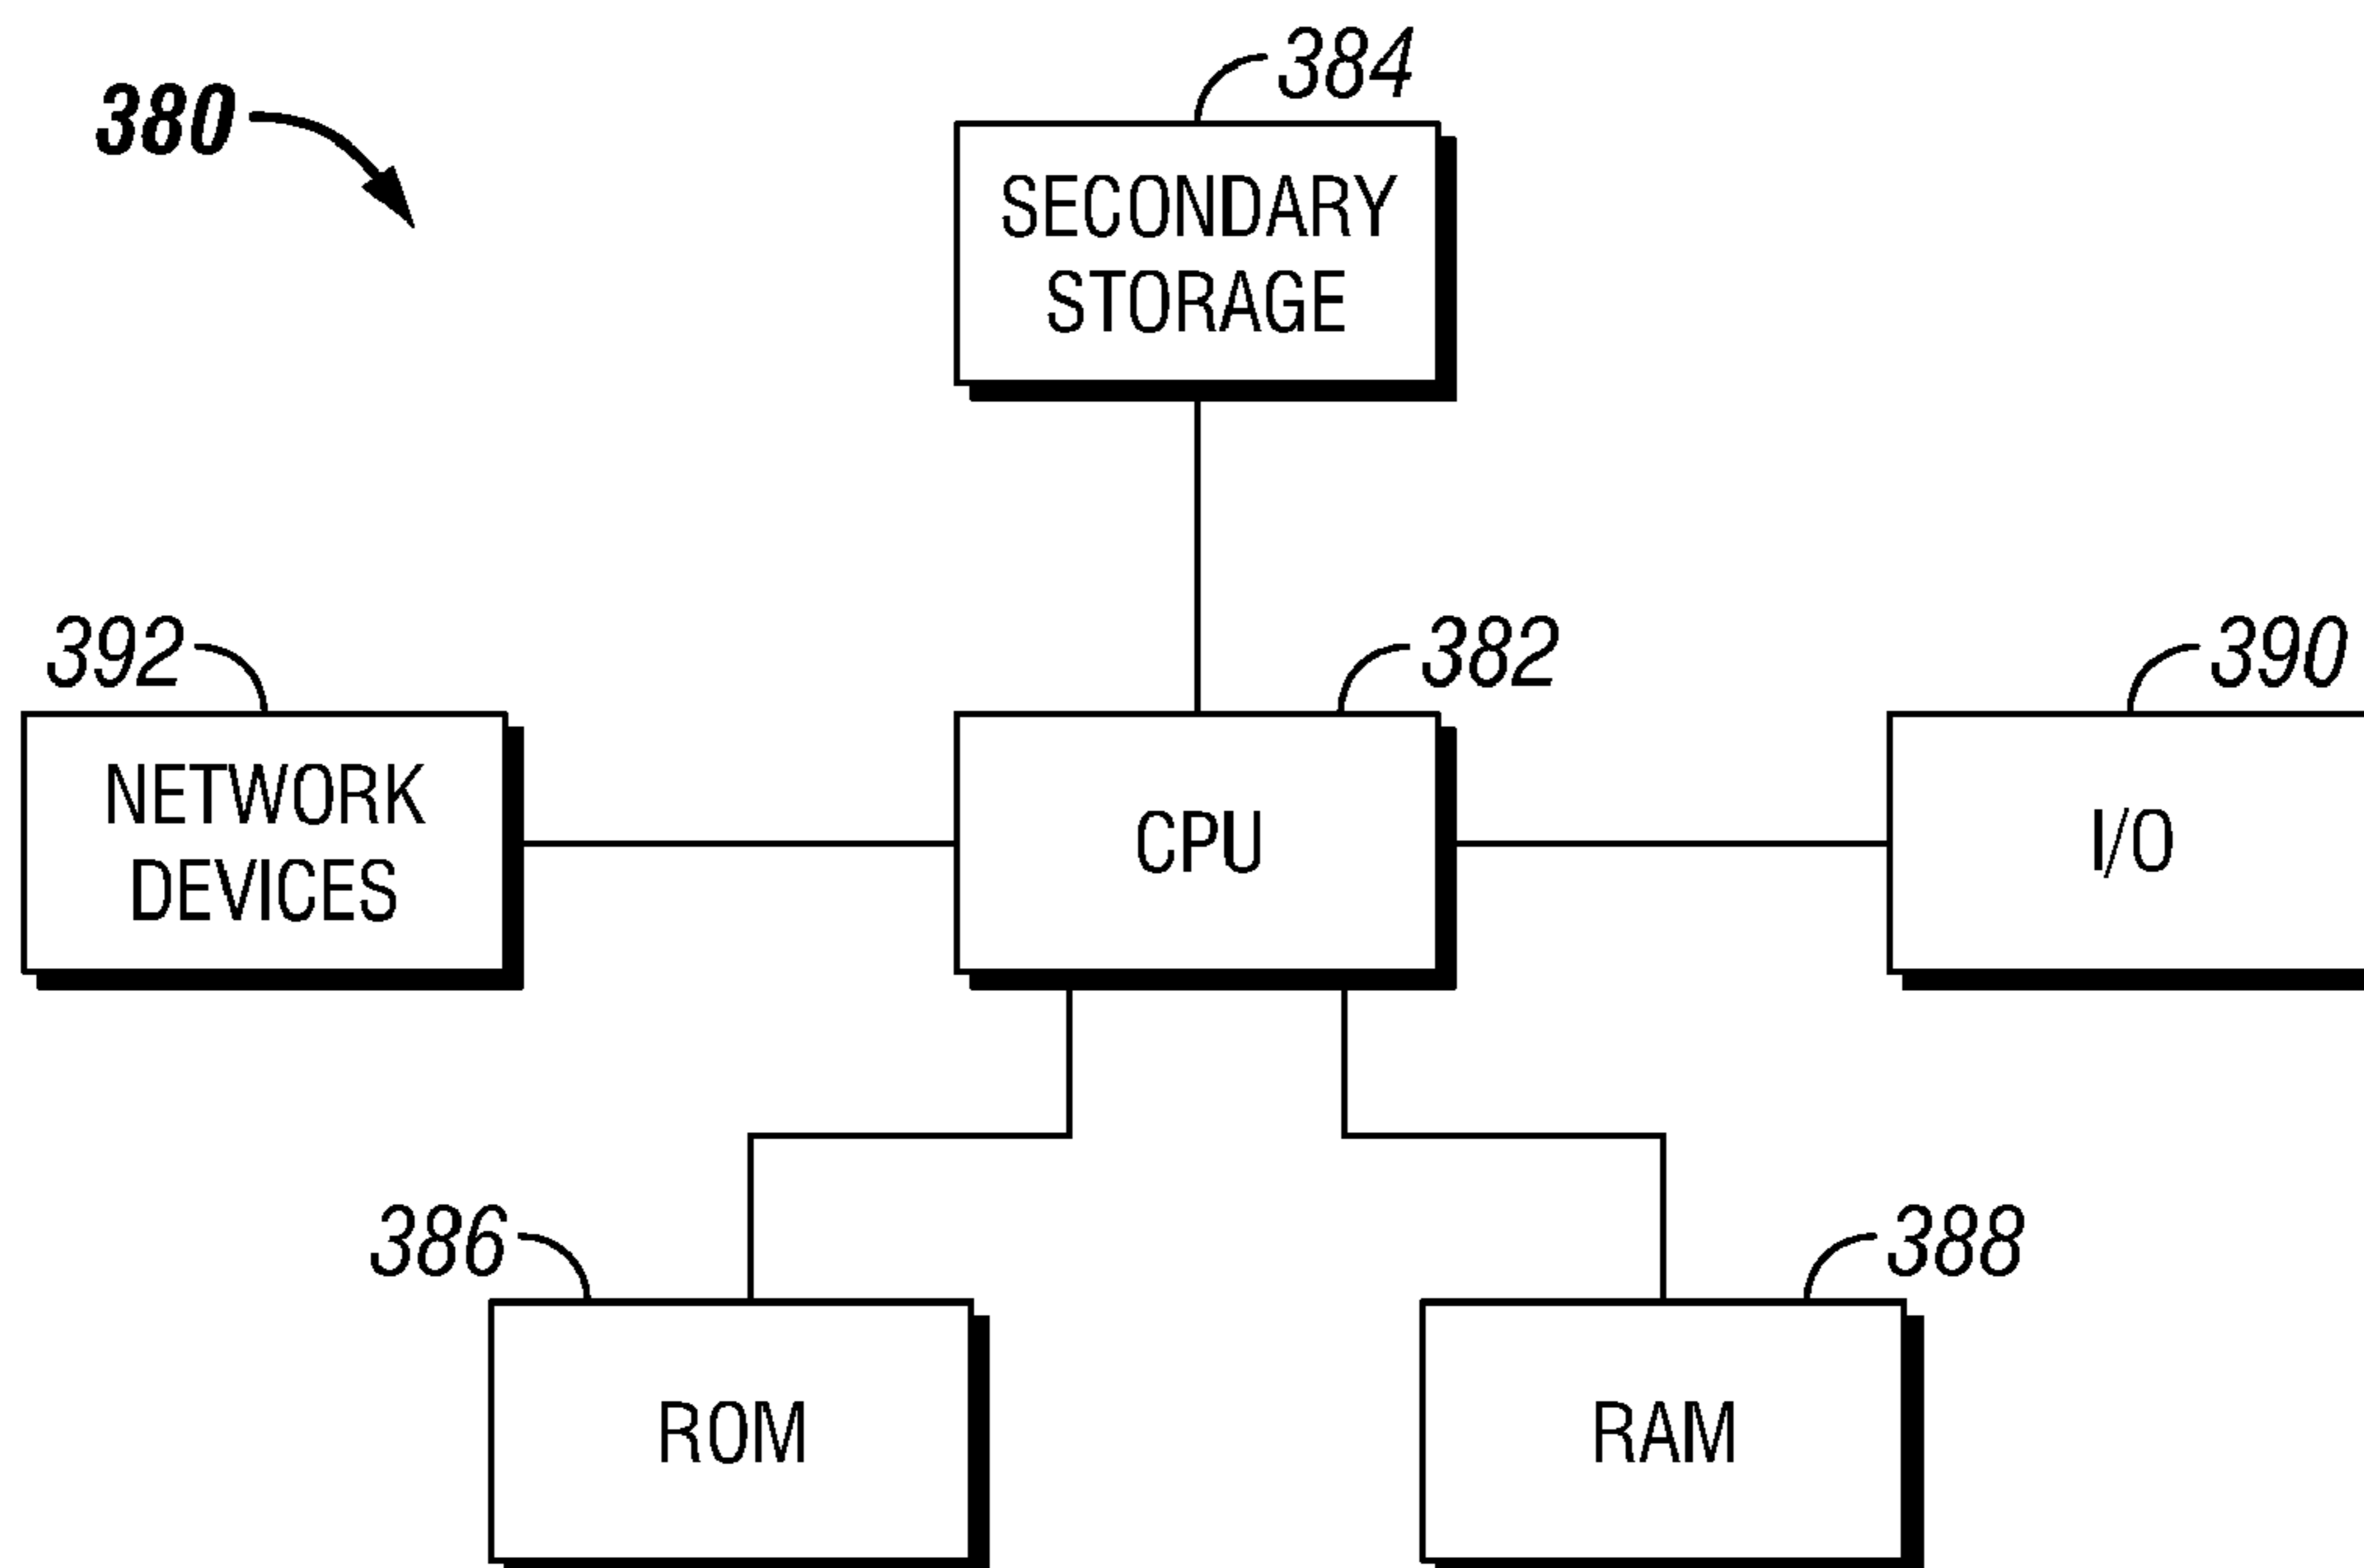 380
384
SECONDARY
STORAGE
392
382
390
NETWORK
DEVICES
CPU
I/O
386
388
ROM
RAM